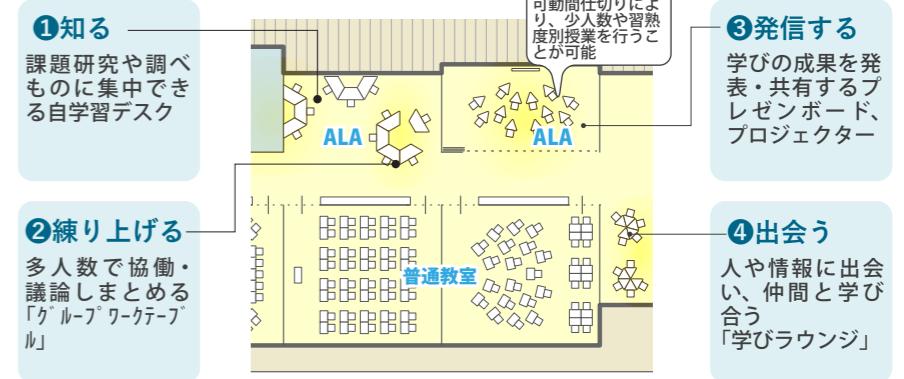 ❶知る
課題研究や調べ
ものに集中でき
る自学習デスク
❷練り上げる
多人数で協働・
議論しまとめる
「ｸﾞﾙｰﾌﾟﾜｰｸﾃｰﾌﾞ
ﾙ」
可動間仕切りによ
り、少人数や習熟
度別授業を行うこ
とが可能
ALA
ALA
普通教室
❸発信する
学びの成果を発
表・共有するプ
レゼンボード、
プロジェクター
❹出会う
人や情報に出会
い、仲間と学び
合う
「学びラウンジ」